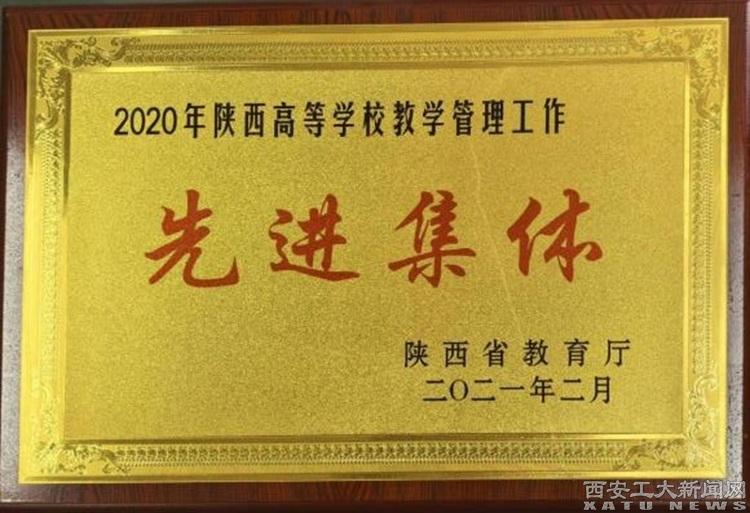 2020年陕西高等学校教学管理工作
先进集体
陕西省教育厅
二〇二一年二月
西安工大新闻网
XATU NEWS